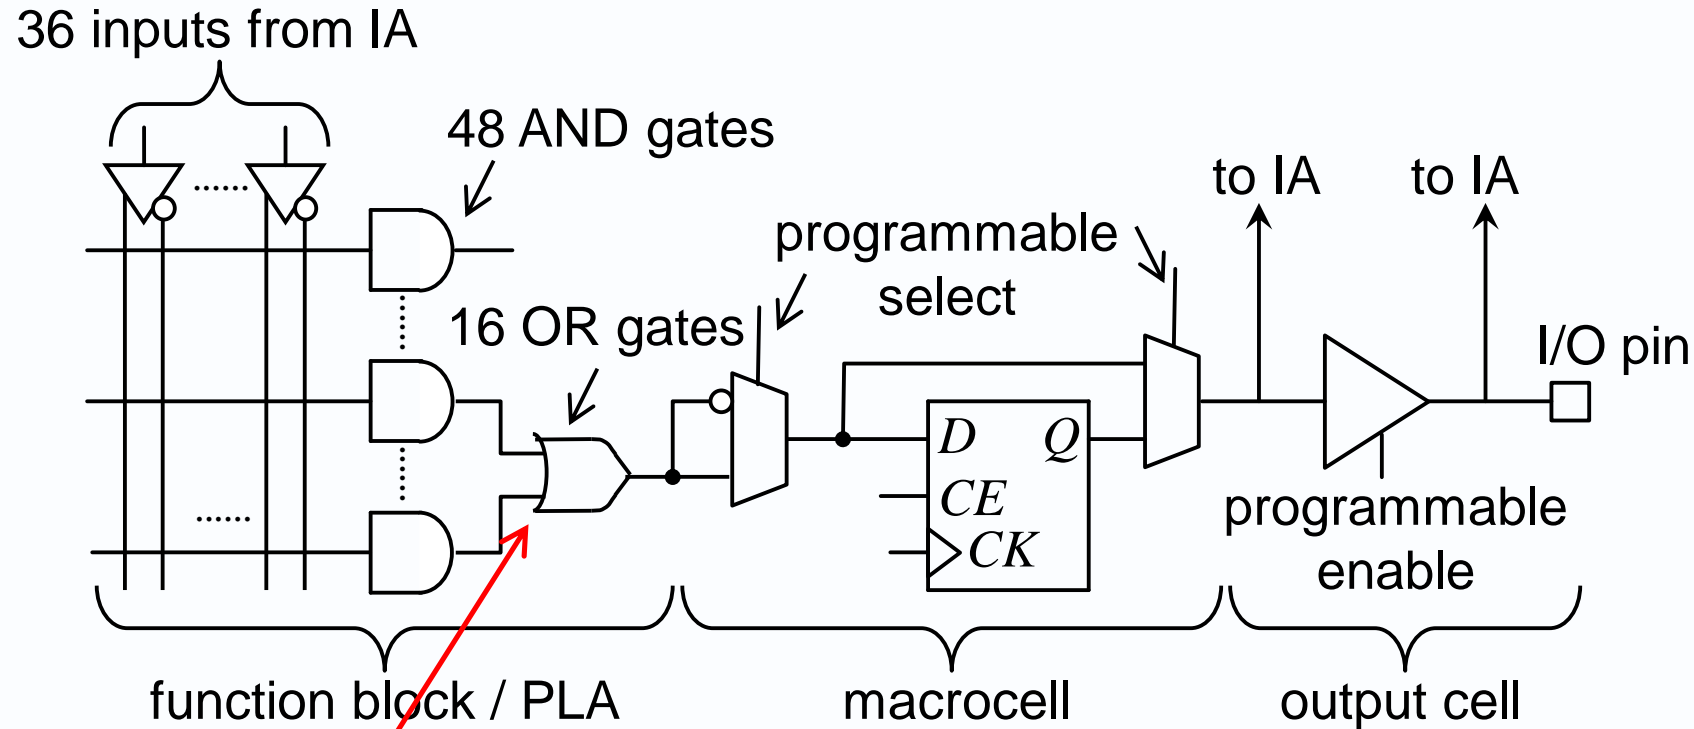 36 inputs from IA
48 AND gates
to IA
to IA
programmable
select
16 OR gates
I/O pin
D
Q
CE
CK
programmable
enable
function block / PLA
macrocell
output cell